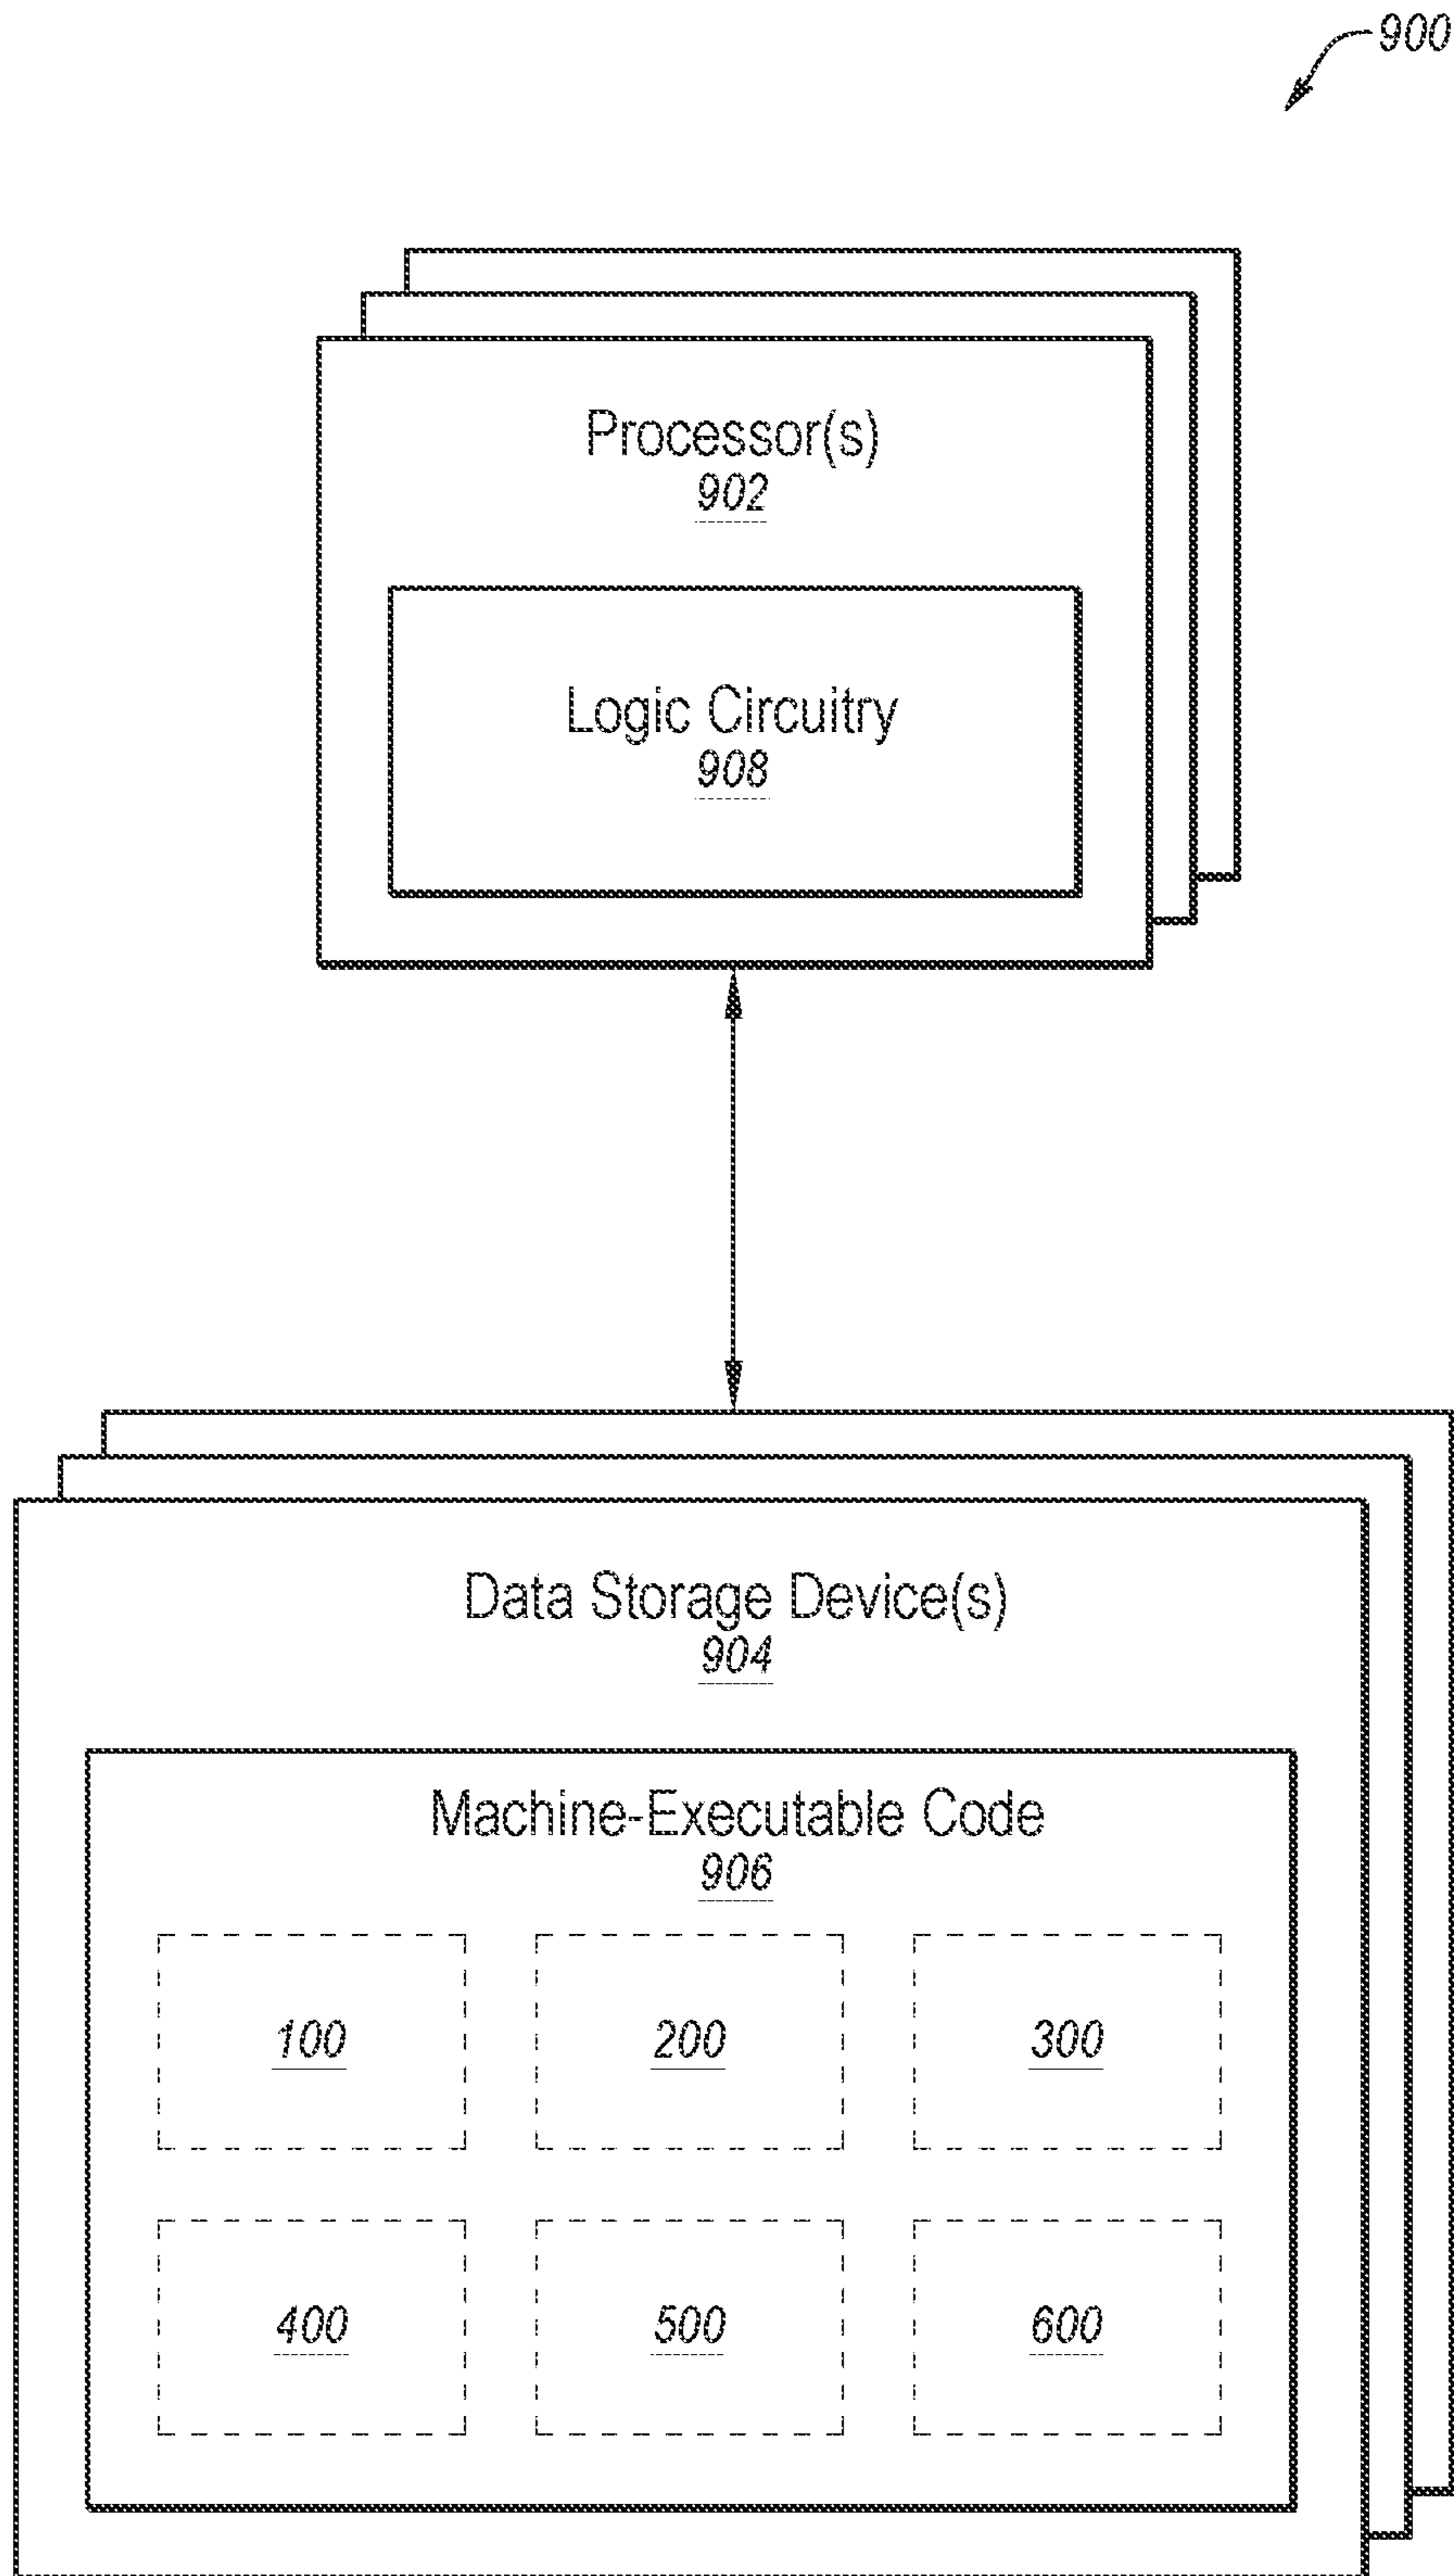 900
Processor(s)
902
Logic Circuitry
908
Data Storage Device(s)
904
Machine-Executable Code
906
100 200 300
400 500 600